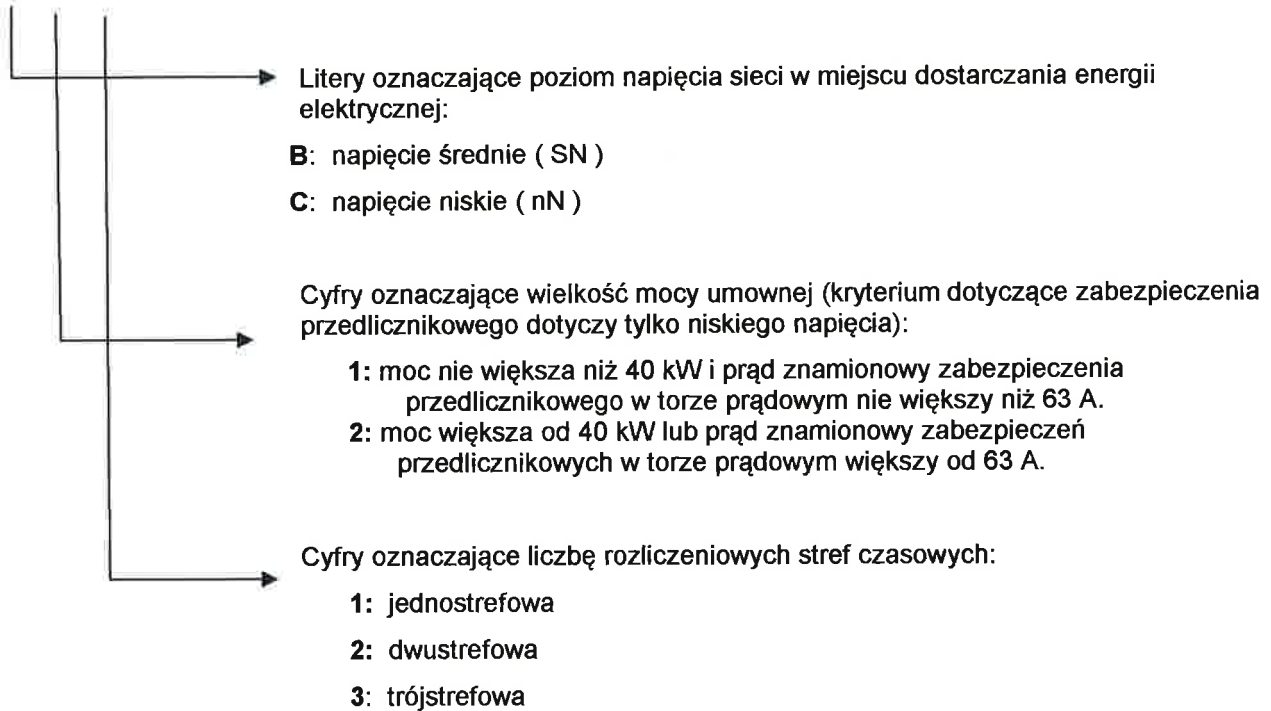 Litery oznaczające poziom napięcia sieci w miejscu dostarczania energii
elektrycznej:
B: napięcie średnie ( SN )
C: napięcie niskie ( nN )
Cyfry oznaczające wielkość mocy umownej (kryterium dotyczące zabezpieczenia
przedlicznikowego dotyczy tylko niskiego napięcia):
1: moc nie większa niż 40 kW i prąd znamionowy zabezpieczenia
przedlicznikowego w torze prądowym nie większy niż 63 A.
2: moc większa od 40 kW lub prąd znamionowy zabezpieczeń
przedlicznikowych w torze prądowym większy od 63 A.
Cyfry oznaczające liczbę rozliczeniowych stref czasowych:
1: jednostrefowa
2: dwustrefowa
3: trójstrefowa